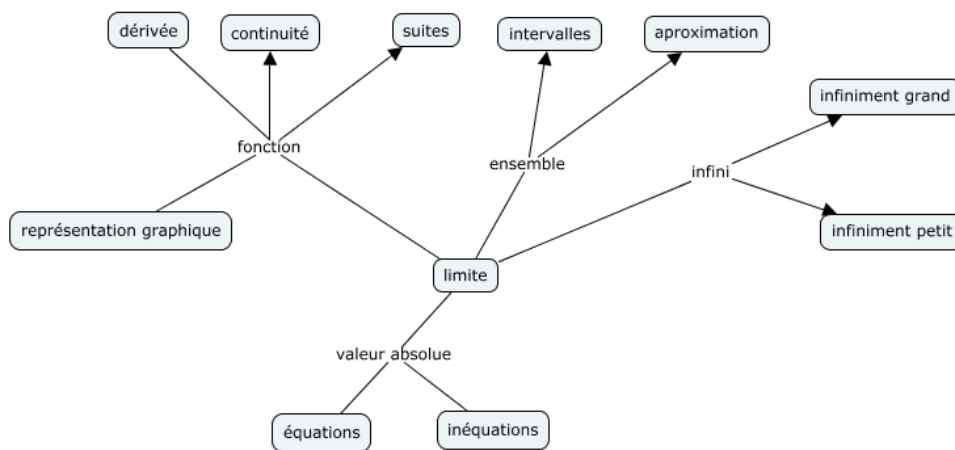 dérivée
continuité
suites
intervalles
aproximation
infiniment grand
fonction
ensemble
infini
représentation graphique
infiniment petit
limite
valeur absolue
équations
inéquations